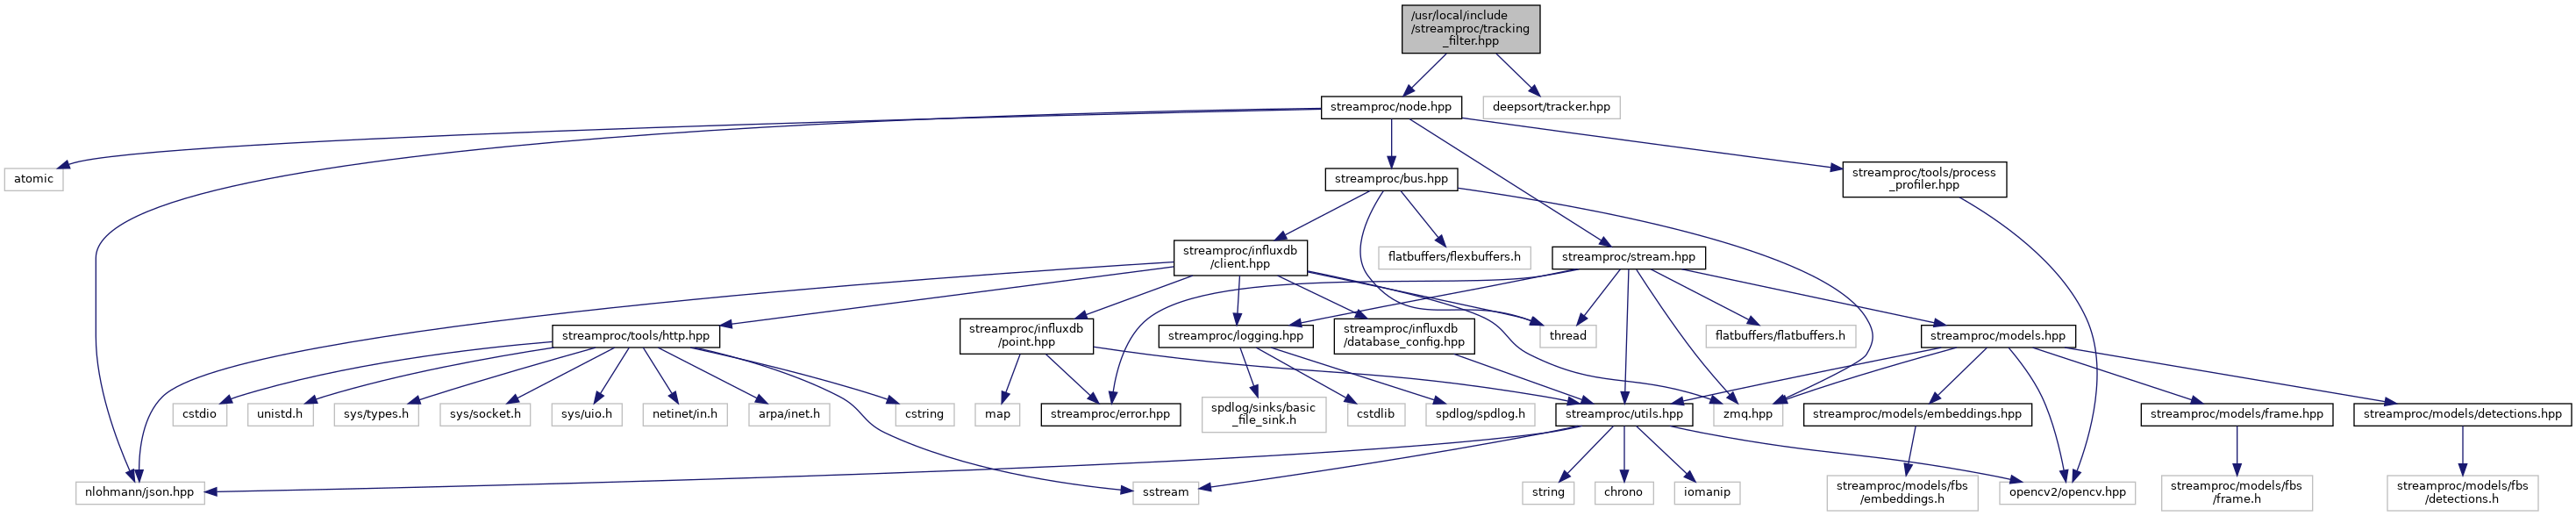 /usr/local/include
/streamproc/tracking
_filter.hpp
streamproc/node.hpp
deepsort/tracker.hpp
atomic
streamproc/bus.hpp
streamproc/tools/process
_profiler.hpp
streamproc/influxdb
/client.hpp
flatbuffers/flexbuffers.h
streamproc/stream.hpp
streamproc/tools/http.hpp
streamproc/influxdb
/point.hpp
streamproc/logging.hpp
streamproc/influxdb
/database_config.hpp
thread
flatbuffers/flatbuffers.h
streamproc/models.hpp
cstdio
unistd.h
sys/types.h
sys/socket.h
sys/uio.h
netinet/in.h
arpa/inet.h
cstring
map
streamproc/error.hpp
spdlog/sinks/basic
_file_sink.h
cstdlib
spdlog/spdlog.h
streamproc/utils.hpp
zmq.hpp
streamproc/models/embeddings.hpp
streamproc/models/frame.hpp
streamproc/models/detections.hpp
nlohmann/json.hpp
sstream
string
chrono
iomanip
streamproc/models/fbs
/embeddings.h
opencv2/opencv.hpp
streamproc/models/fbs
/frame.h
streamproc/models/fbs
/detections.h